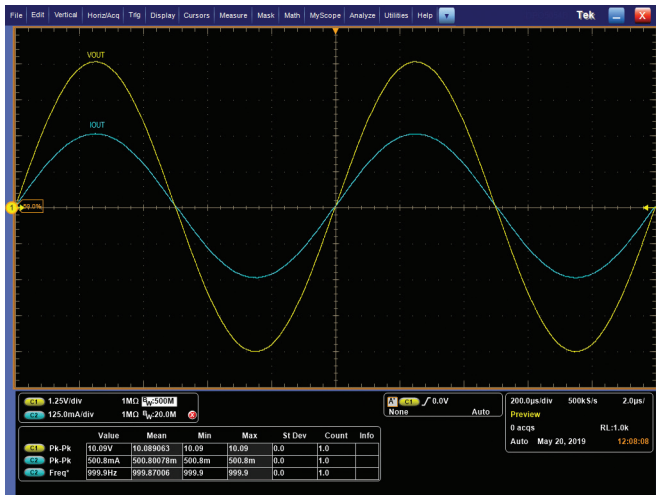 File Edit Vertical Horiz/Acq Trig Display Cursors Measure Mask Math MyScope Analyze Utilities Help Tek X
VOUT
IOUT
1
C1 1.25V/div 1MΩ BW:500M
C2 125.0mA/div 1MΩ BW:20.0M
A' C1 / 0.0V
None Auto
200.0µs/div 500kS/s 2.0µs/
Preview
0 acqs RL:1.0k
Auto May 20, 2019 12:08:08
Value Mean Min Max St Dev Count Info
C1 Pk-Pk 10.09V 10.089063 10.09 10.09 0.0 1.0
C2 Pk-Pk 500.8mA 500.80078m 500.8m 500.8m 0.0 1.0
C2 Freq* 999.9Hz 999.87006 999.9 999.9 0.0 1.0